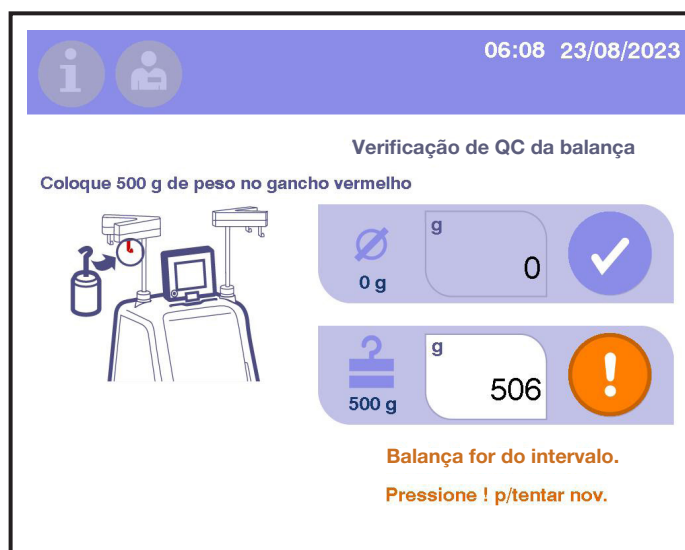 06:08 23/08/2023
Verificação de QC da balança
Coloque 500 g de peso no gancho vermelho
g
0
0 g
g
506
500 g
Balança for do intervalo.
Pressione ! p/tentar nov.